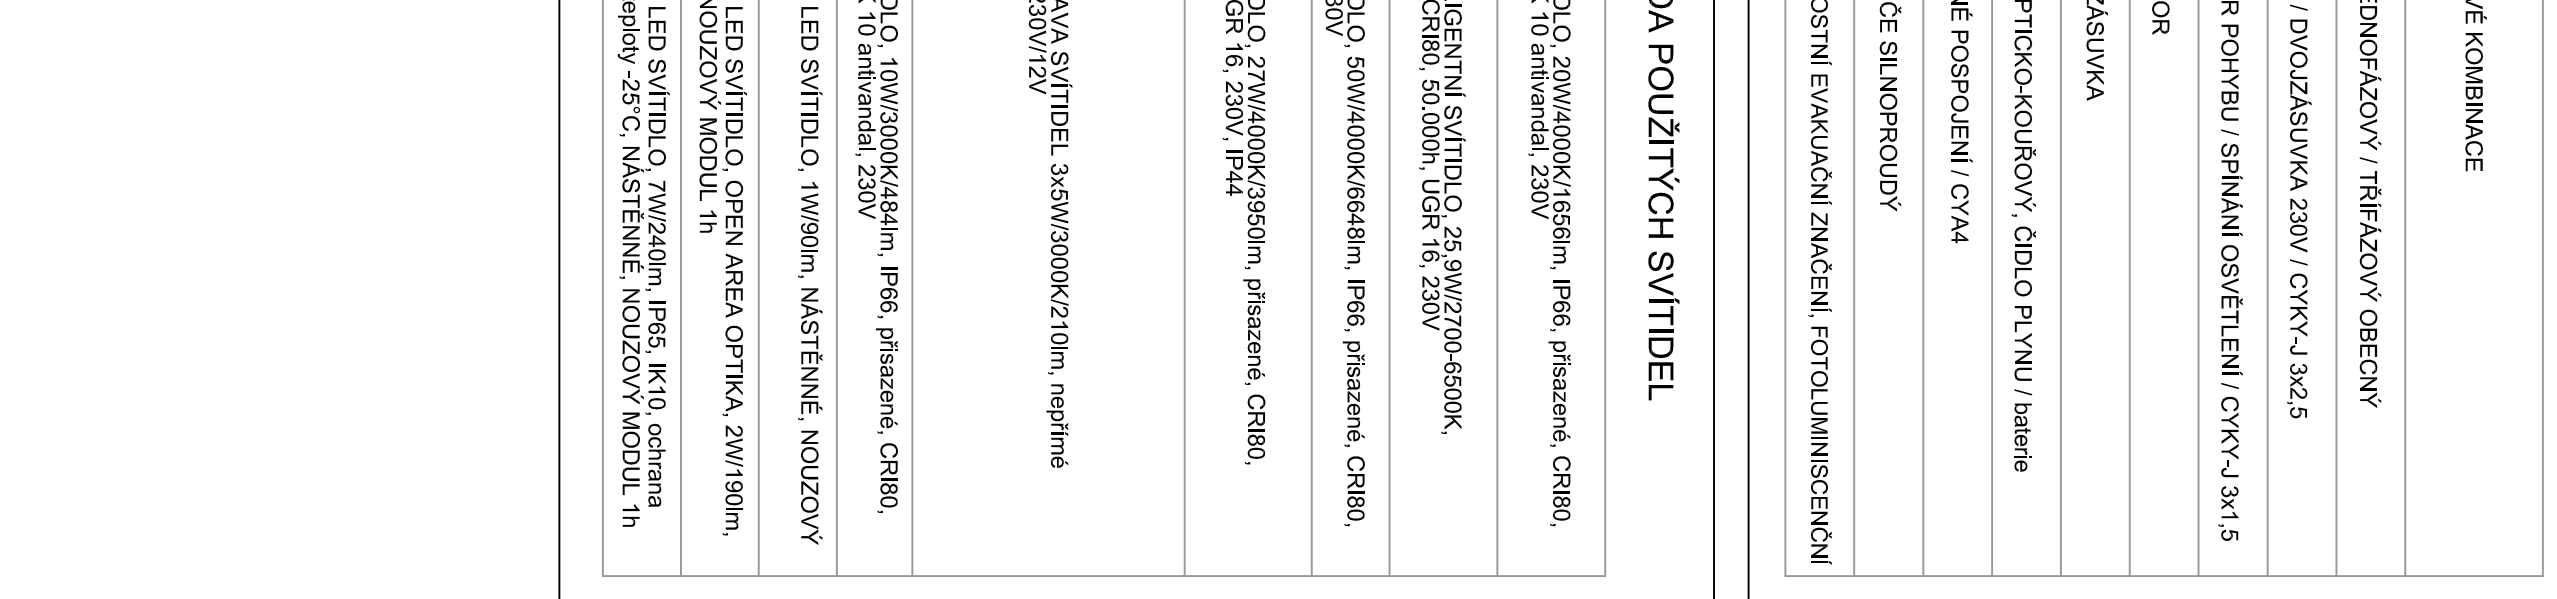 VÉ KOMBINACE
EDNOFÁZOVÝ / TŘÍFÁZOVÝ OBECNÝ
/ DVOJZÁSUVKA 230V / CYKY-J 3x2,5
R POHYBU / SPÍNÁNÍ OSVĚTLENÍ / CYKY-J 3x1,5
OR
ZÁSUVKA
PTICKO-KOUŘOVÝ, ČIDLO PLYNU / baterie
NÉ POSPOJENÍ / CYA4
ČE SILNOPROUDÝ
OSTNÍ EVAKUAČNÍ ZNAČENÍ, FOTOLUMINISCENČNÍ
DA POUŽITÝCH SVÍTIDEL
DLO, 20W/4000K/1656lm, IP66, přisazené, CRI80,
K 10 antivandal, 230V
IGENTNÍ SVÍTIDLO, 25,9W/2700-6500K,
CRI80, 50.000h, UGR 16, 230V
DLO, 50W/4000K/6648lm, IP66, přisazené, CRI80,
30V
DLO, 27W/4000K/3950lm, přisazené, CRI80,
GR 16, 230V, IP44
AVA SVÍTIDEL 3x5W/3000K/210lm, nepřímé
230V/12V
DLO, 10W/3000K/484lm, IP66, přisazené, CRI80,
K 10 antivandal, 230V
LED SVÍTIDLO, 1W/90lm, NÁSTĚNNÉ, NOUZOVÝ
LED SVÍTIDLO, OPEN AREA OPTIKA, 2W/190lm,
NOUZOVÝ MODUL 1h
LED SVÍTIDLO, 7W/240lm, IP65, IK10, ochrana
eploty -25°C, NÁSTĚNNÉ, NOUZOVÝ MODUL 1h